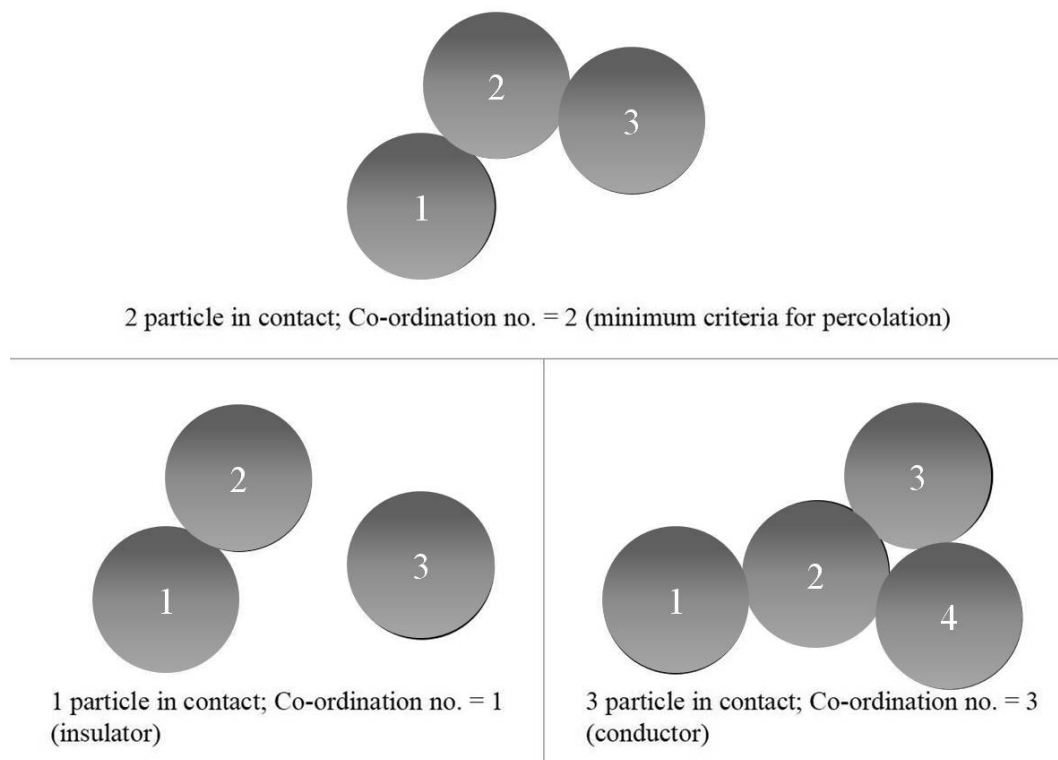 2
3
1
2 particle in contact; Co-ordination no. = 2 (minimum criteria for percolation)
2
3
1
1 particle in contact; Co-ordination no. = 1
(insulator)
3
2
1
4
3 particle in contact; Co-ordination no. = 3
(conductor)